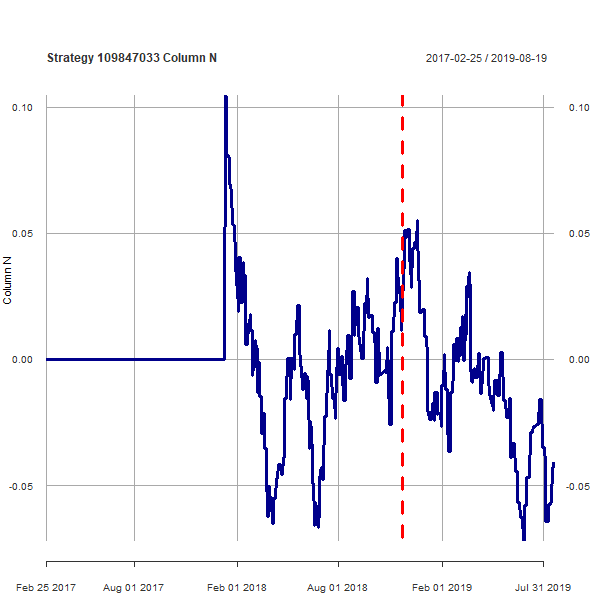 Strategy 109847033 Column N
2017-02-25 / 2019-08-19
0.10
0.10
0.05
0.05
Column N
0.00
0.00
-0.05
-0.05
Feb 25 2017
Aug 01 2017
Feb 01 2018
Aug 01 2018
Feb 01 2019
Jul 31 2019